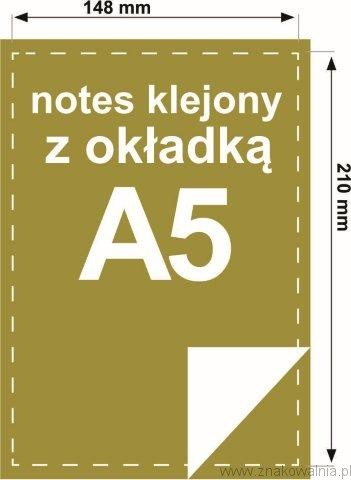 148 mm
notes klejony
z okładką
A5
210 mm
www.znakowalnia.pl